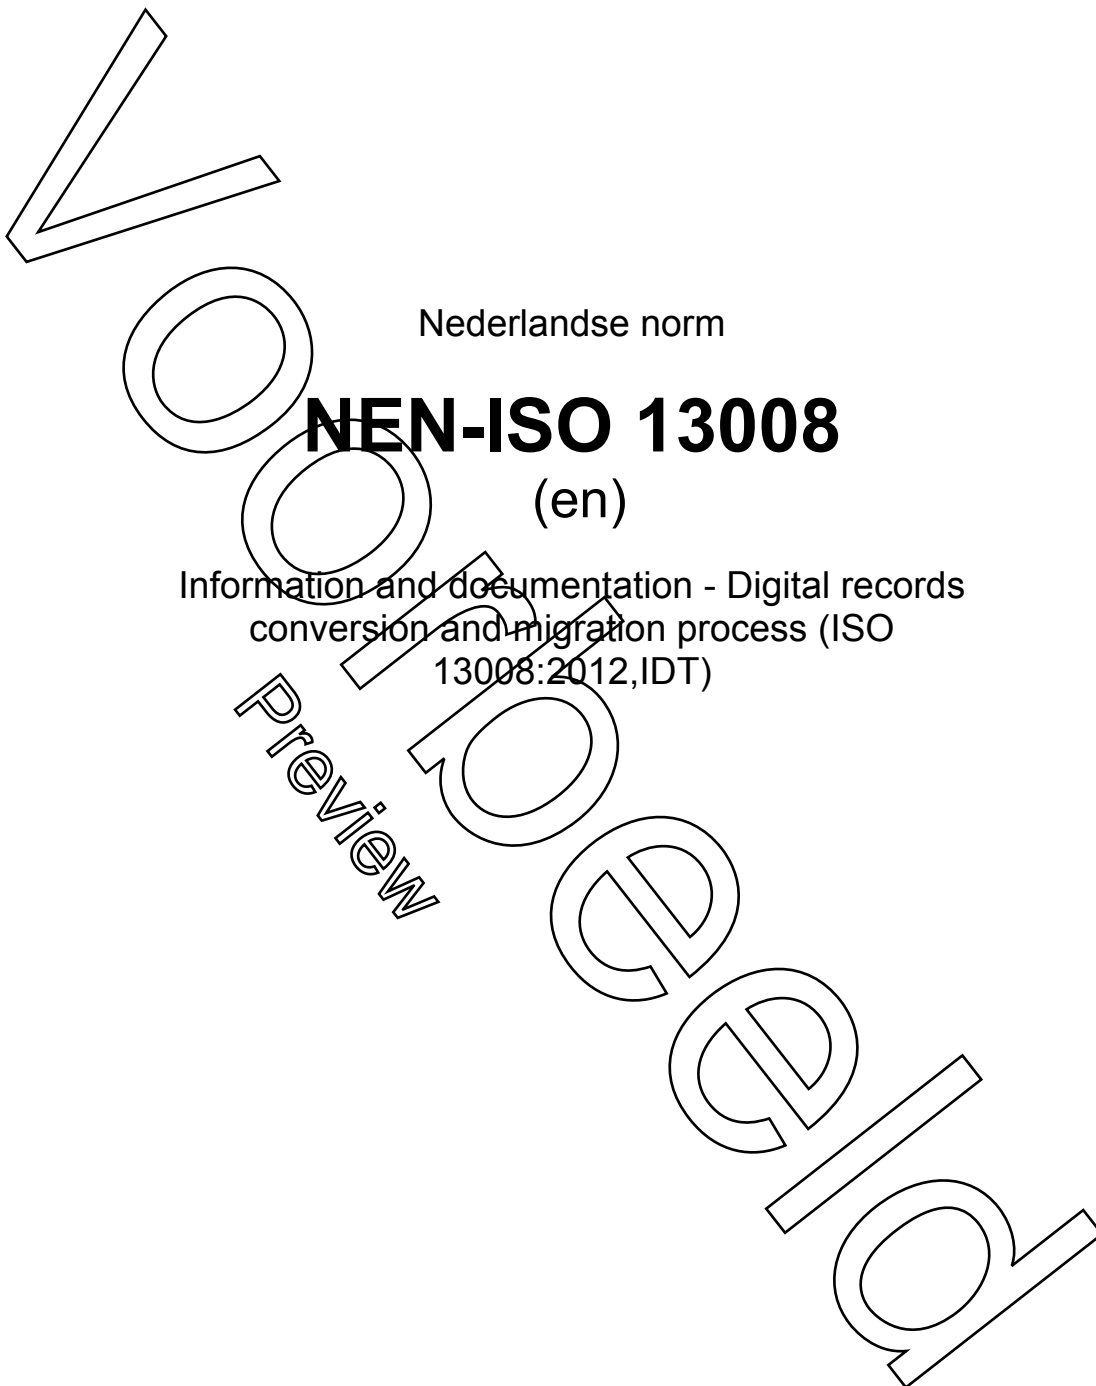 Nederlandse norm
NEN-ISO 13008
(en)
Information and documentation - Digital records
conversion and migration process (ISO
13008:2012,IDT)
Voorbeeld
Preview